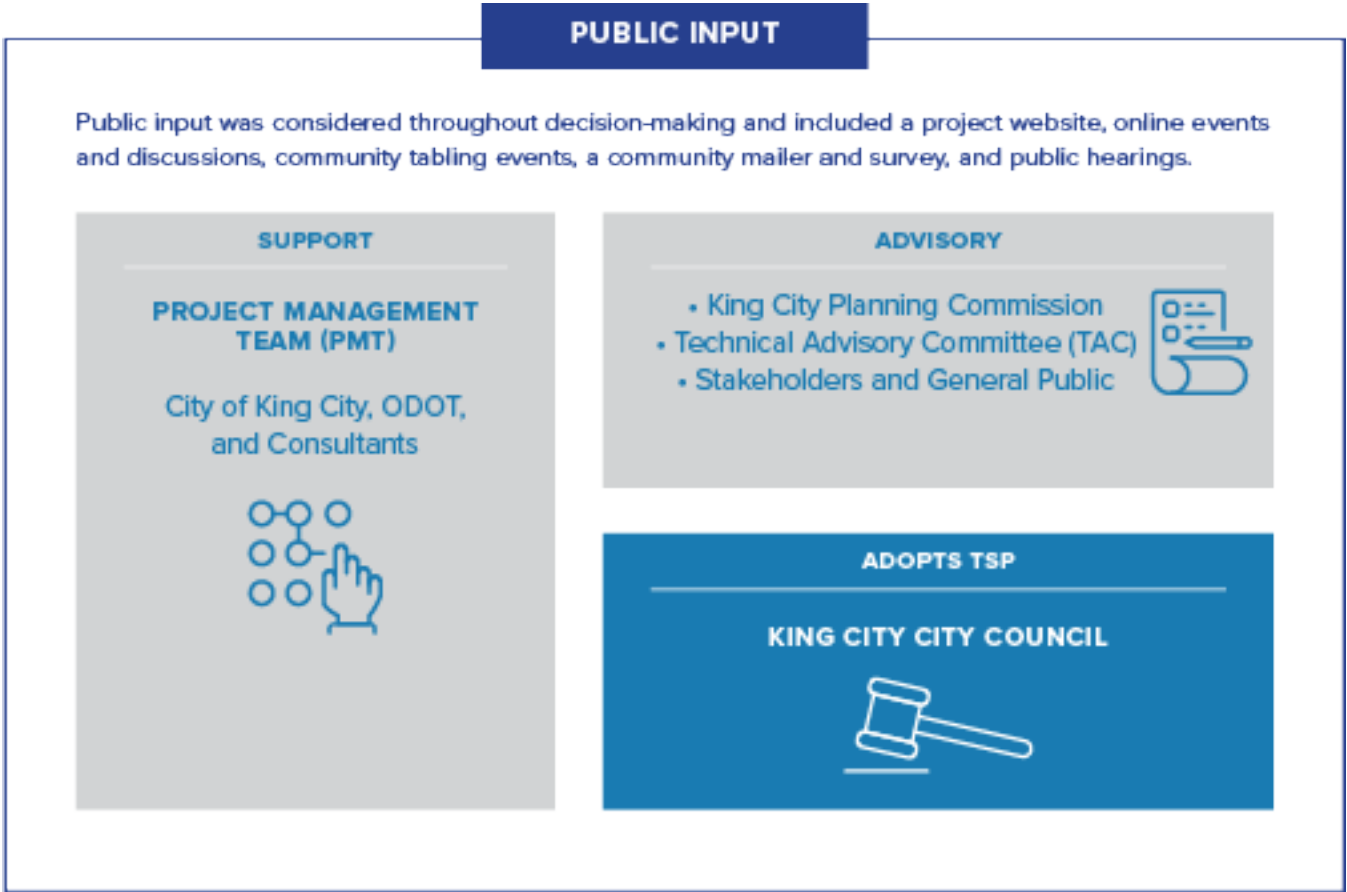 PUBLIC INPUT
Public input was considered throughout decision-making and included a project website, online events
and discussions, community tabling events, a community mailer and survey, and public hearings.
SUPPORT
PROJECT MANAGEMENT
TEAM (PMT)
City of King City, ODOT,
and Consultants
ADVISORY
• King City Planning Commission
• Technical Advisory Committee (TAC)
• Stakeholders and General Public
ADOPTS TSP
KING CITY CITY COUNCIL